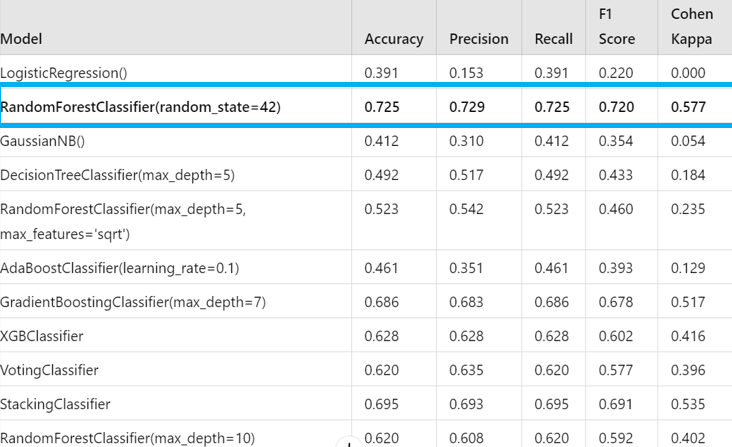 Model Accuracy Precision Recall F1 Score Cohen Kappa
LogisticRegression() 0.391 0.153 0.391 0.220 0.000
RandomForestClassifier(random_state=42) 0.725 0.729 0.725 0.720 0.577
GaussianNB() 0.412 0.310 0.412 0.354 0.054
DecisionTreeClassifier(max_depth=5) 0.492 0.517 0.492 0.433 0.184
RandomForestClassifier(max_depth=5, 0.523 0.542 0.523 0.460 0.235
max_features='sqrt')
AdaBoostClassifier(learning_rate=0.1) 0.461 0.351 0.461 0.393 0.129
GradientBoostingClassifier(max_depth=7) 0.686 0.683 0.686 0.678 0.517
XGBClassifier 0.628 0.628 0.628 0.602 0.416
VotingClassifier 0.620 0.635 0.620 0.577 0.396
StackingClassifier 0.695 0.693 0.695 0.691 0.535
RandomForestClassifier(max_depth=10) 0.620 0.608 0.620 0.592 0.402